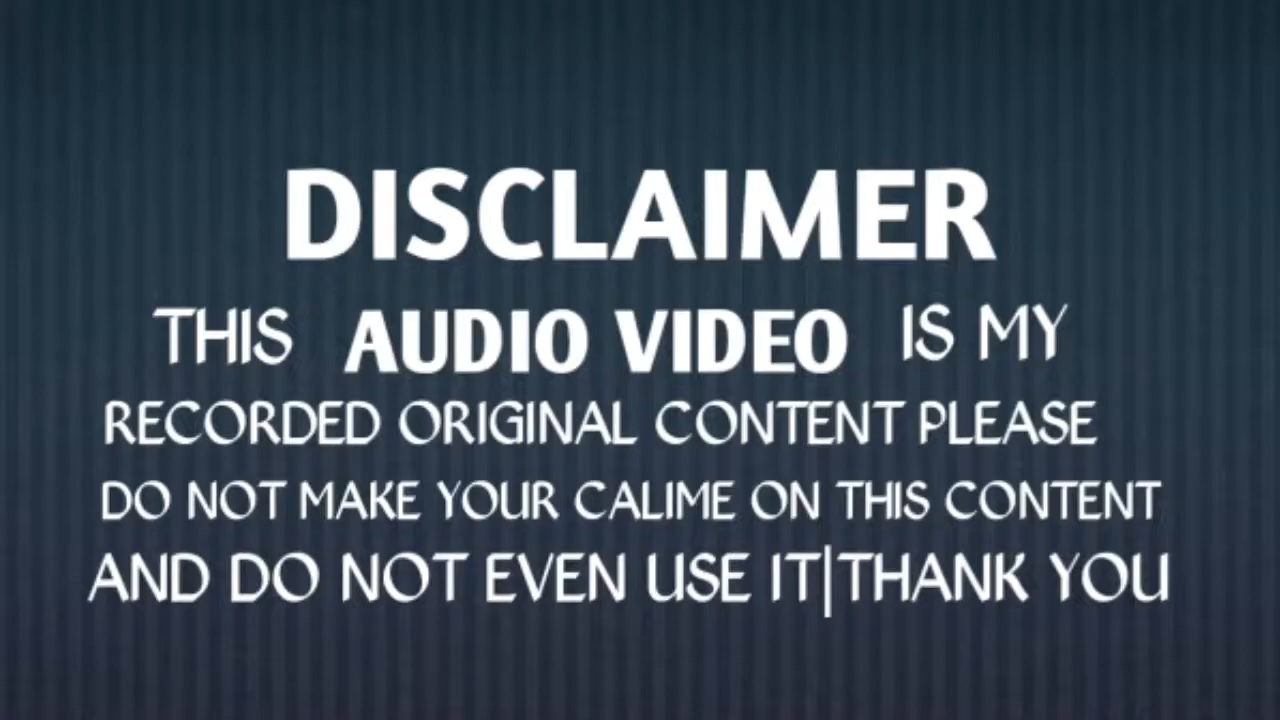 DISCLAIMER
THIS AUDIO VIDEO IS MY
RECORDED ORIGINAL CONTENT PLEASE
DO NOT MAKE YOUR CALIME ON THIS CONTENT
AND DO NOT EVEN USE IT|THANK YOU